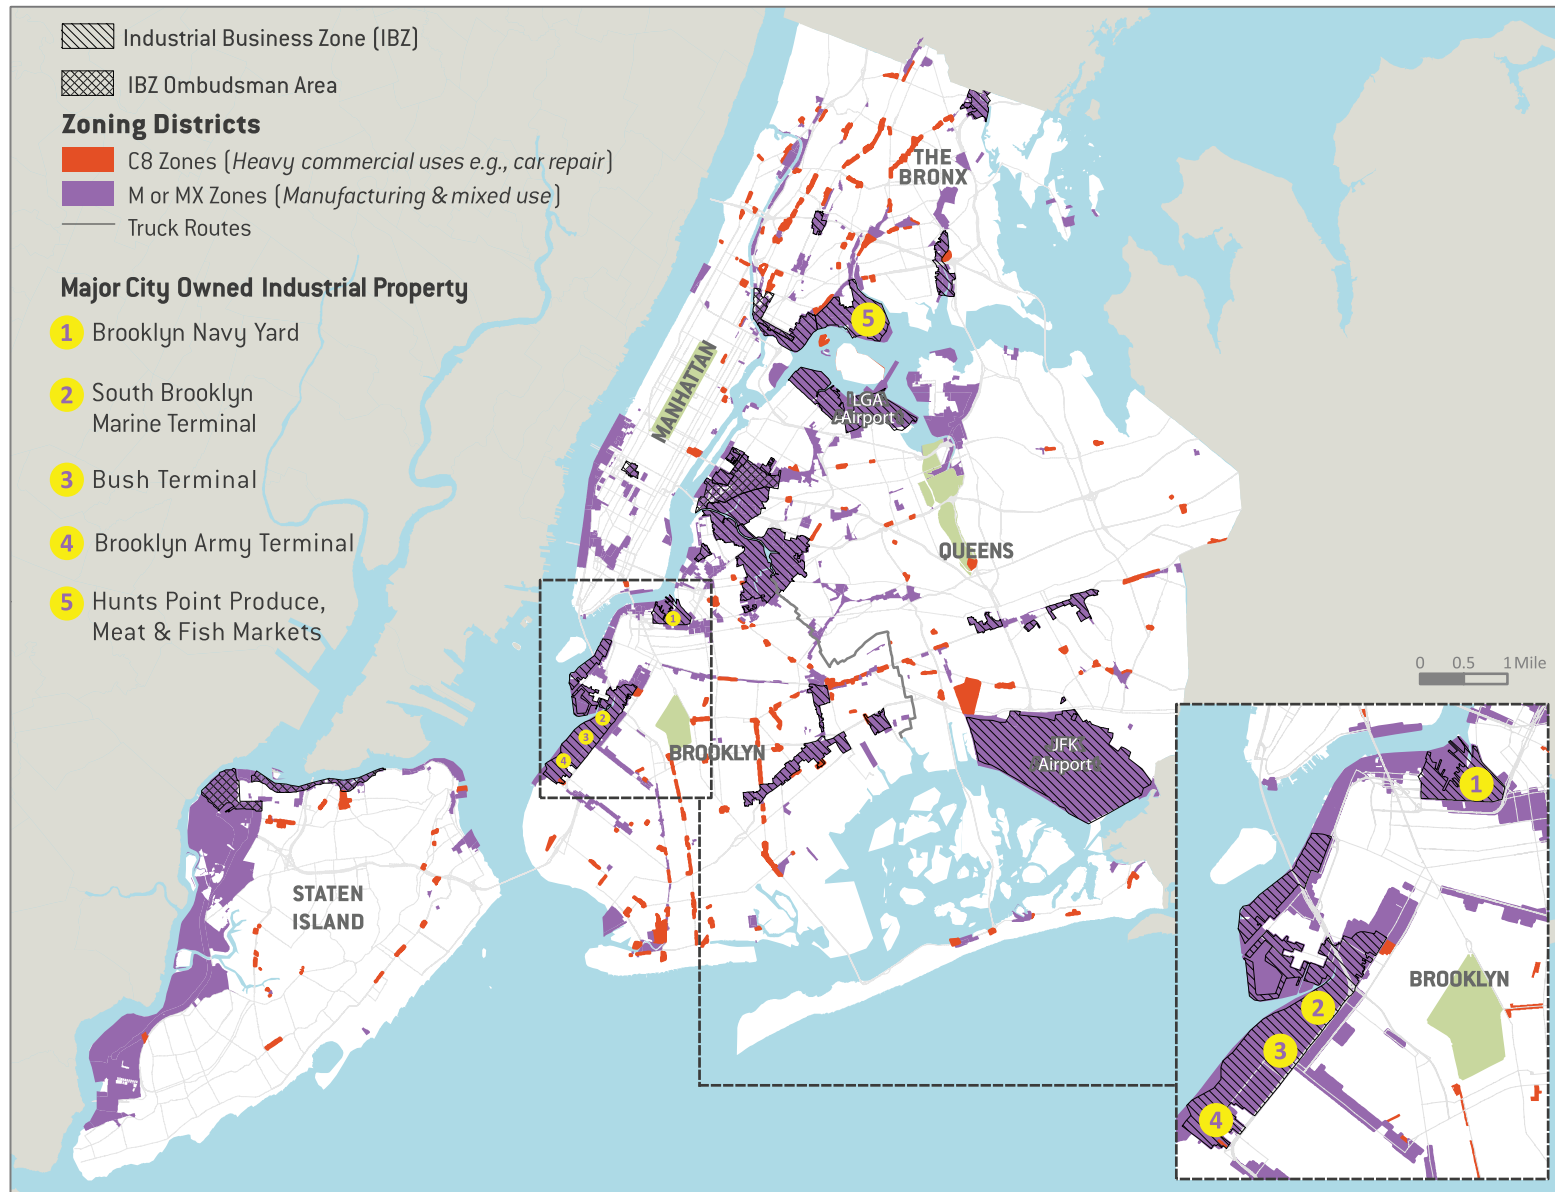 Industrial Business Zone (IBZ)
IBZ Ombudsman Area
Zoning Districts
C8 Zones (Heavy commercial uses e.g., car repair)
M or MX Zones (Manufacturing & mixed use)
Truck Routes
Major City Owned Industrial Property
1 Brooklyn Navy Yard
2 South Brooklyn
Marine Terminal
3 Bush Terminal
4 Brooklyn Army Terminal
5 Hunts Point Produce,
Meat & Fish Markets
THE
BRONX
5
MANHATTAN
LGA
Airport
QUEENS
1
2
3
4
BROOKLYN
JFK
Airport
STATEN
ISLAND
0 0.5 1 Mile
1
BROOKLYN
2
3
4